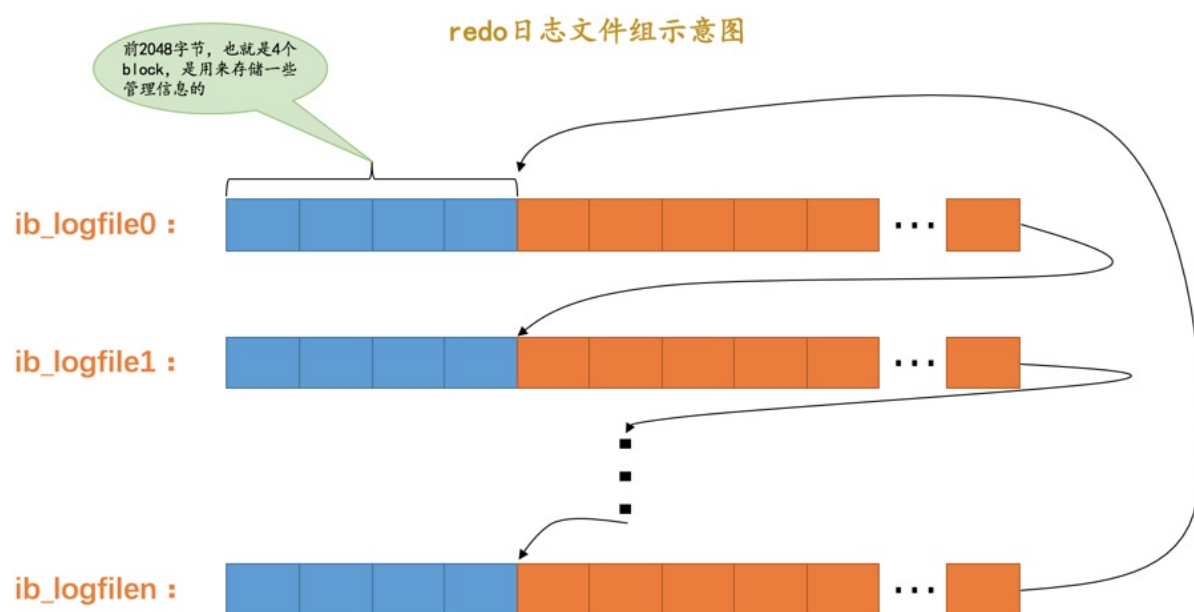 redo日志文件组示意图
前2048字节，也就是4个
block，是用来存储一些
管理信息的
ib_logfile0：
...
ib_logfile1：
...
ib_logfilen：
...